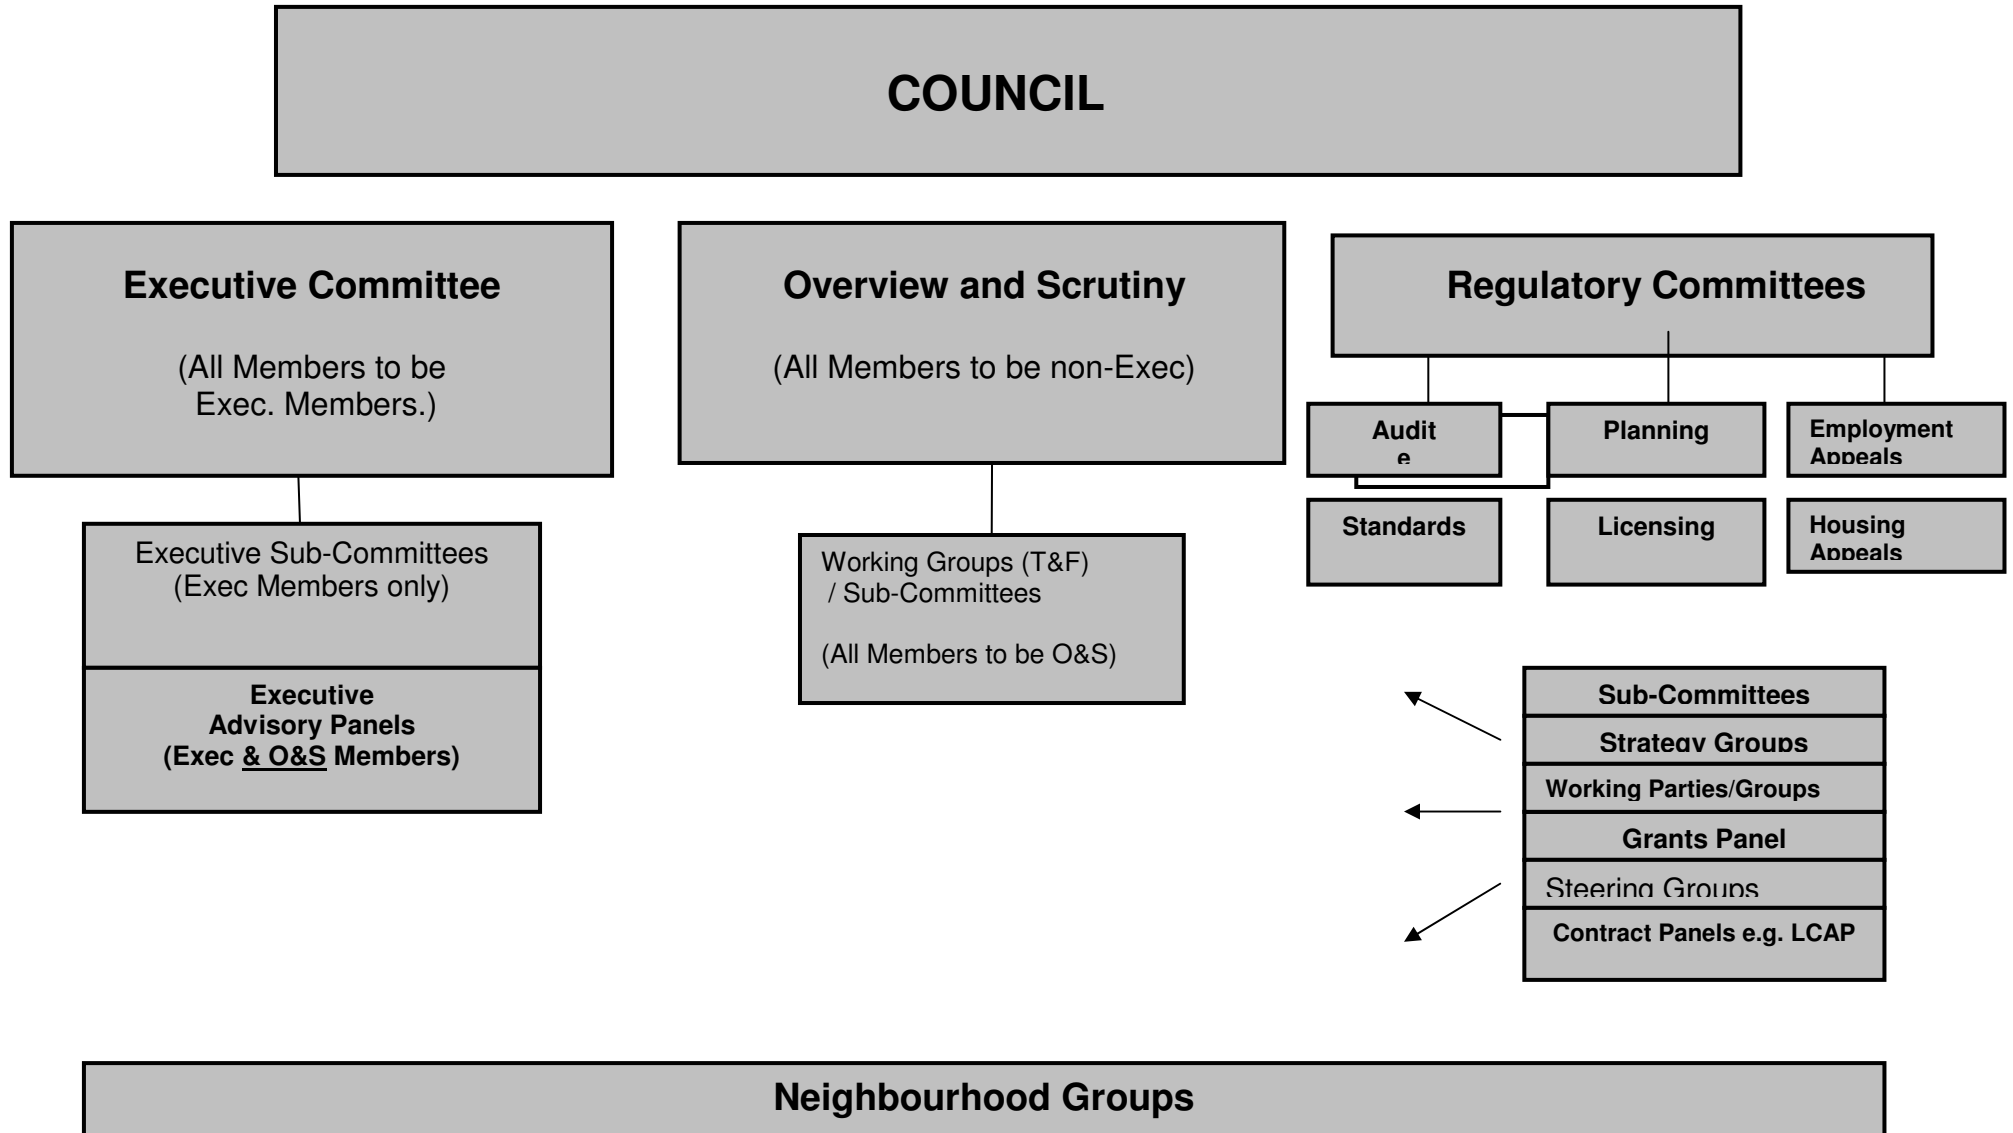 COUNCIL
Executive Committee
(All Members to be
Exec. Members.)
Overview and Scrutiny
(All Members to be non-Exec)
Regulatory Committees
Audit
e
Planning
Employment
Appeals
Standards
Licensing
Housing
Appeals
Executive Sub-Committees
(Exec Members only)
Executive
Advisory Panels
(Exec & O&S Members)
Working Groups (T&F)
/ Sub-Committees
(All Members to be O&S)
Sub-Committees
Strategy Groups
Working Parties/Groups
Grants Panel
Steering Groups
Contract Panels e.g. LCAP
Neighbourhood Groups